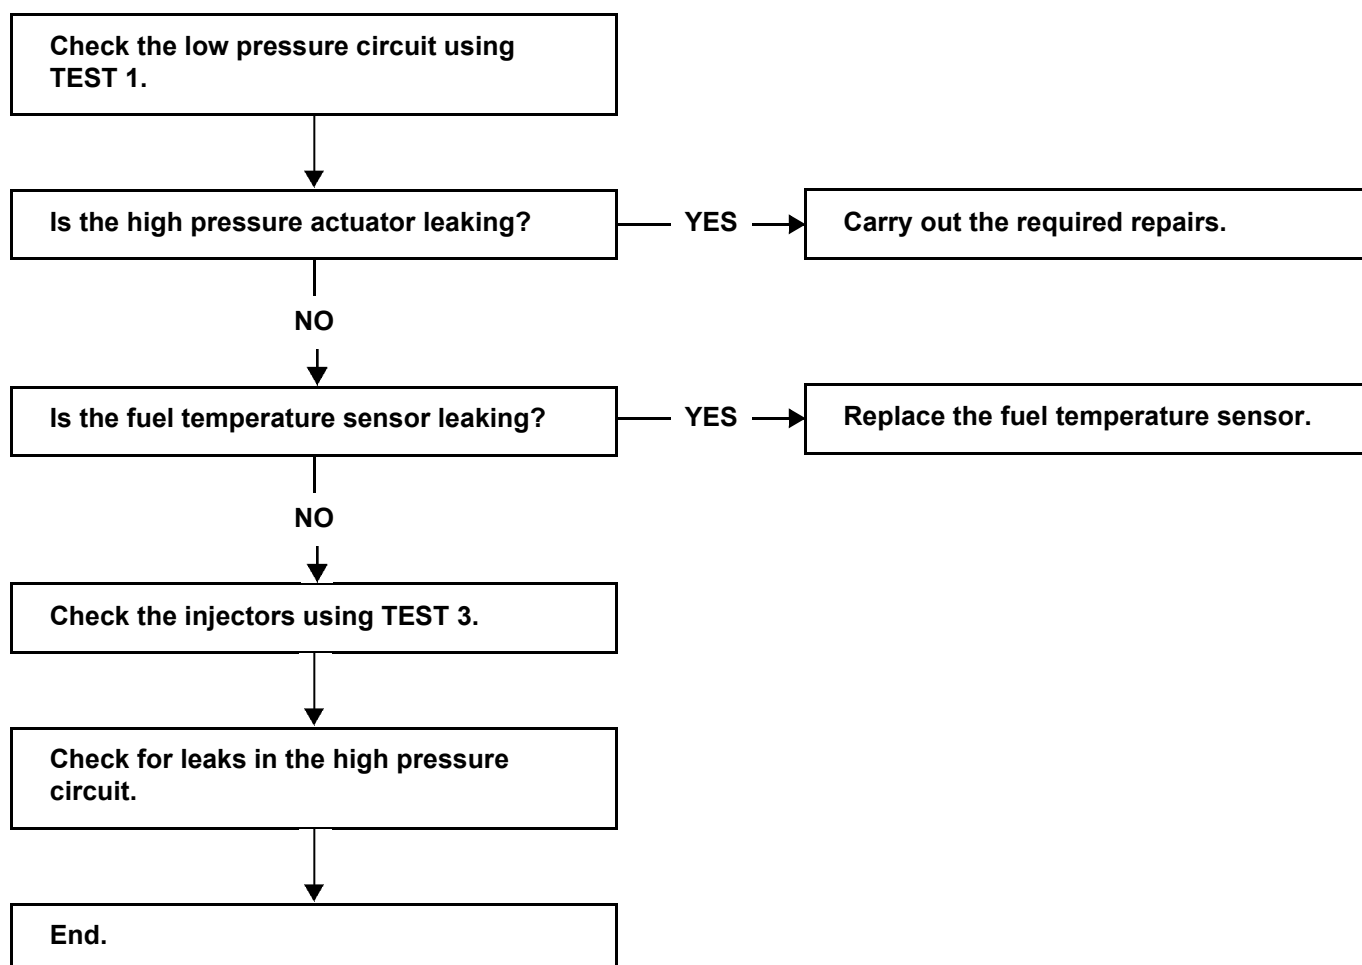 Check the low pressure circuit using
TEST 1.
Is the high pressure actuator leaking?
YES
Carry out the required repairs.
NO
Is the fuel temperature sensor leaking?
YES
Replace the fuel temperature sensor.
NO
Check the injectors using TEST 3.
Check for leaks in the high pressure
circuit.
End.